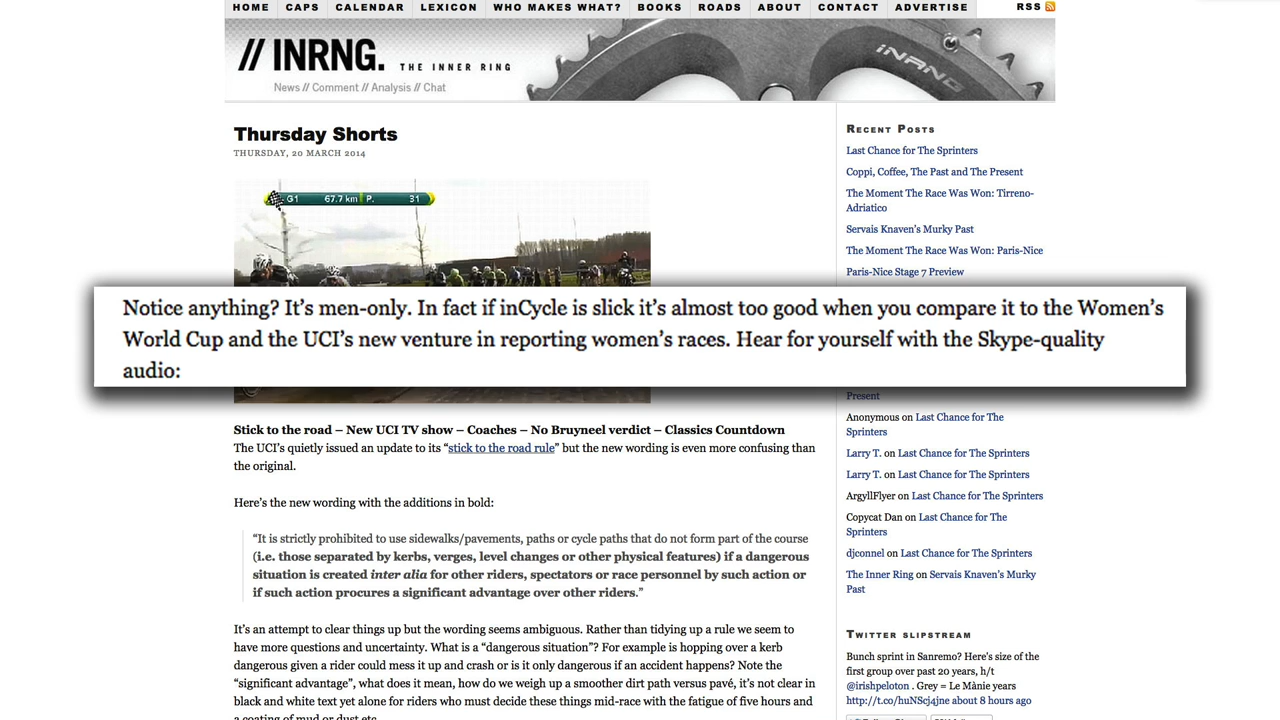 HOME CAPS CALENDAR LEXICON WHO MAKES WHAT? BOOKS ROADS ABOUT CONTACT ADVERTISE RSS
// INRNG. THE INNER RING
News // Comment // Analysis // Chat
INRNG
Thursday Shorts
THURSDAY, 20 MARCH 2014
G1 67.7 km P. 31
Notice anything? It's men-only. In fact if inCycle is slick it's almost too good when you compare it to the Women's
World Cup and the UCI's new venture in reporting women's races. Hear for yourself with the Skype-quality
audio:
Stick to the road – New UCI TV show – Coaches – No Bruyneel verdict – Classics Countdown
The UCI's quietly issued an update to its “stick to the road rule” but the new wording is even more confusing than
the original.
Here's the new wording with the additions in bold:
“It is strictly prohibited to use sidewalks/pavements, paths or cycle paths that do not form part of the course
(i.e. those separated by kerbs, verges, level changes or other physical features) if a dangerous
situation is created inter alia for other riders, spectators or race personnel by such action or
if such action procures a significant advantage over other riders.”
It's an attempt to clear things up but the wording seems ambiguous. Rather than tidying up a rule we seem to
have more questions and uncertainty. What is a “dangerous situation”? For example is hopping over a kerb
dangerous given a rider could mess it up and crash or is it only dangerous if an accident happens? Note the
“significant advantage”, what does it mean, how do we weigh up a smoother dirt path versus pavé, it's not clear in
black and white text yet alone for riders who must decide these things mid-race with the fatigue of five hours and
a coating of mud or dust etc.
RECENT POSTS
Last Chance for The Sprinters
Coppi, Coffee, The Past and The Present
The Moment The Race Was Won: Tirreno-
Adriatico
Servais Knaven's Murky Past
The Moment The Race Was Won: Paris-Nice
Paris-Nice Stage 7 Preview
Present
Anonymous on Last Chance for The
Sprinters
Larry T. on Last Chance for The Sprinters
Larry T. on Last Chance for The Sprinters
ArgyllFlyer on Last Chance for The Sprinters
Copycat Dan on Last Chance for The
Sprinters
djconnel on Last Chance for The Sprinters
The Inner Ring on Servais Knaven's Murky
Past
TWITTER SLIPSTREAM
Bunch sprint in Sanremo? Here's size of the
first group over past 20 years, h/t
@irishpeloton . Grey = Le Mànie years
http://t.co/huNScj4jne about 8 hours ago